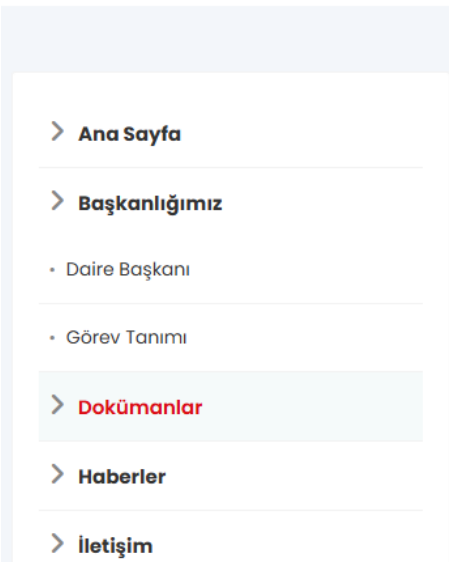 Ana Sayfa
Başkanlığımız
• Daire Başkanı
• Görev Tanımı
Dokümanlar
Haberler
İletişim